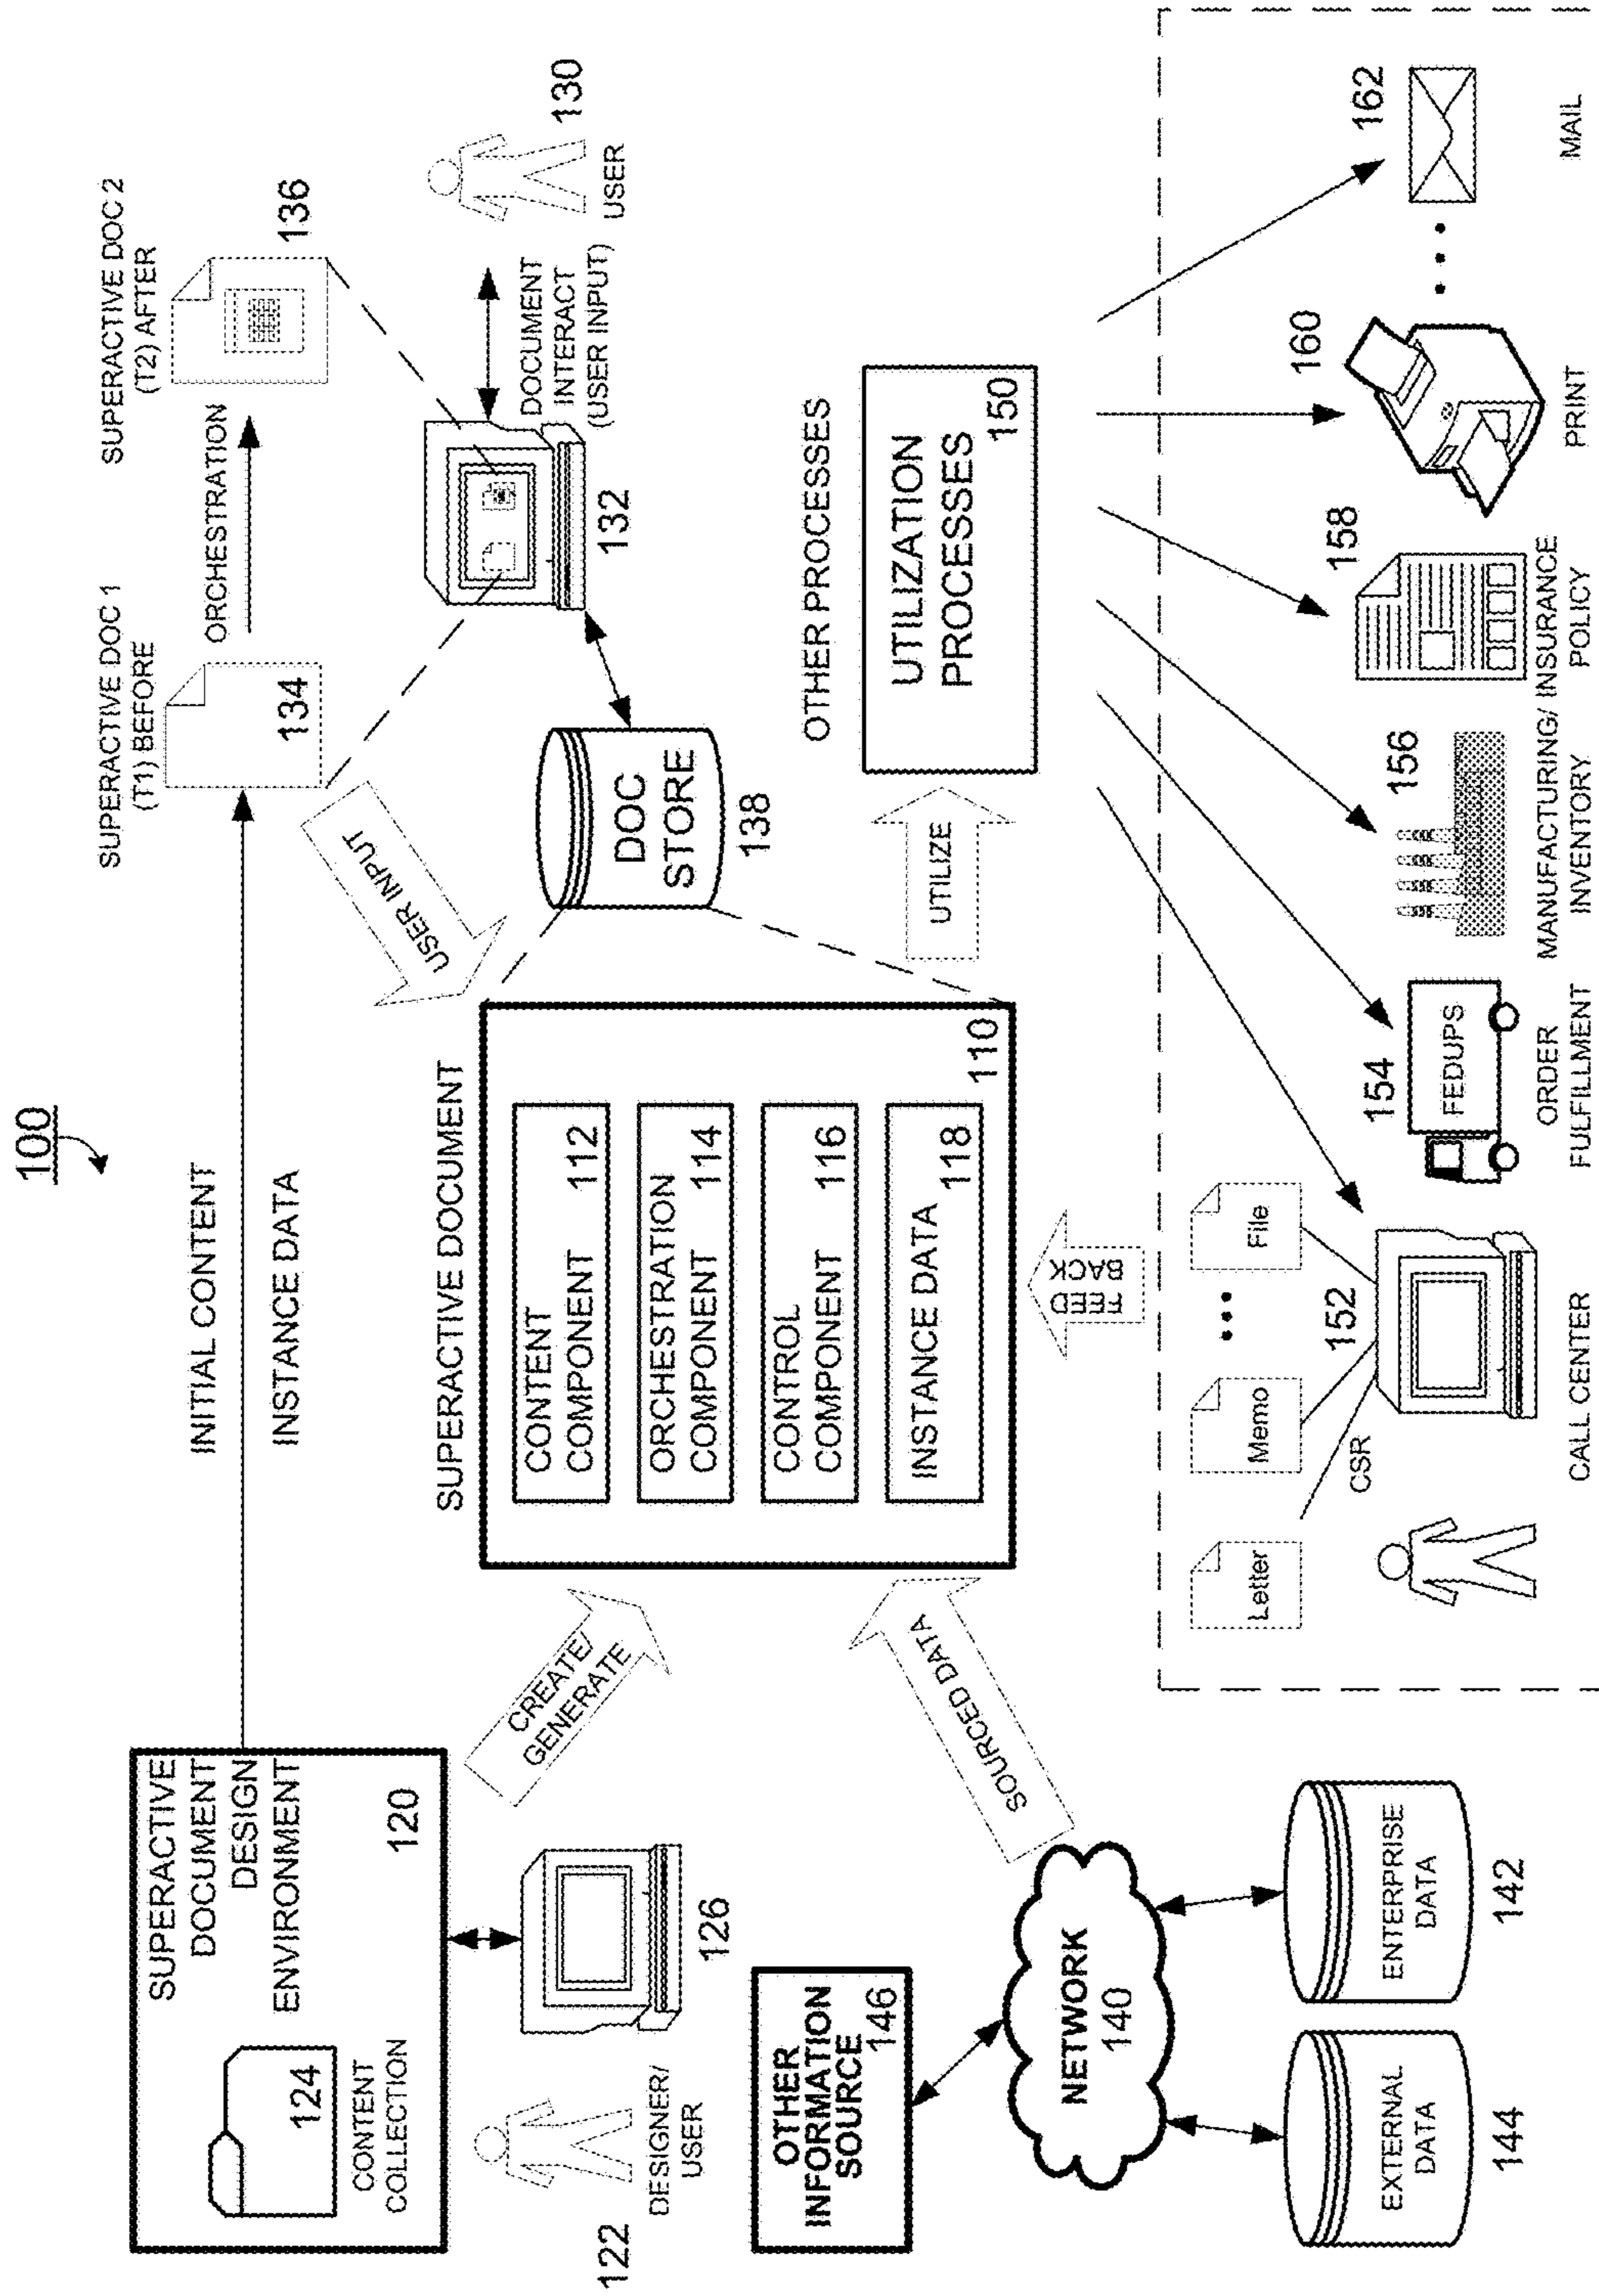 100
SUPERACTIVE
DOCUMENT
DESIGN
ENVIRONMENT
124
CONTENT
COLLECTION
120
INITIAL CONTENT
INSTANCE DATA
SUPERACTIVE DOC 1
(T1) BEFORE
134
ORCHESTRATION
SUPERACTIVE DOC 2
(T2) AFTER
136
122
DESIGNER/
USER
126
CREATE/
GENERATE
USER INPUT
132
DOCUMENT
INTERACT
(USER INPUT)
130
USER
DOC
STORE
138
SUPERACTIVE DOCUMENT
CONTENT
COMPONENT 112
ORCHESTRATION
COMPONENT 114
CONTROL
COMPONENT 116
INSTANCE DATA
118
110
OTHER
INFORMATION
SOURCE
146
NETWORK
140
SOURCED DATA
EXTERNAL
DATA
144
ENTERPRISE
DATA
142
FEED
BACK
UTILIZE
OTHER PROCESSES
UTILIZATION
PROCESSES
150
Letter
Memo
File
CSR
152
CALL CENTER
154
FEDUPS
ORDER
FULFILLMENT
156
MANUFACTURING/
INVENTORY
158
INSURANCE
POLICY
160
PRINT
162
MAIL